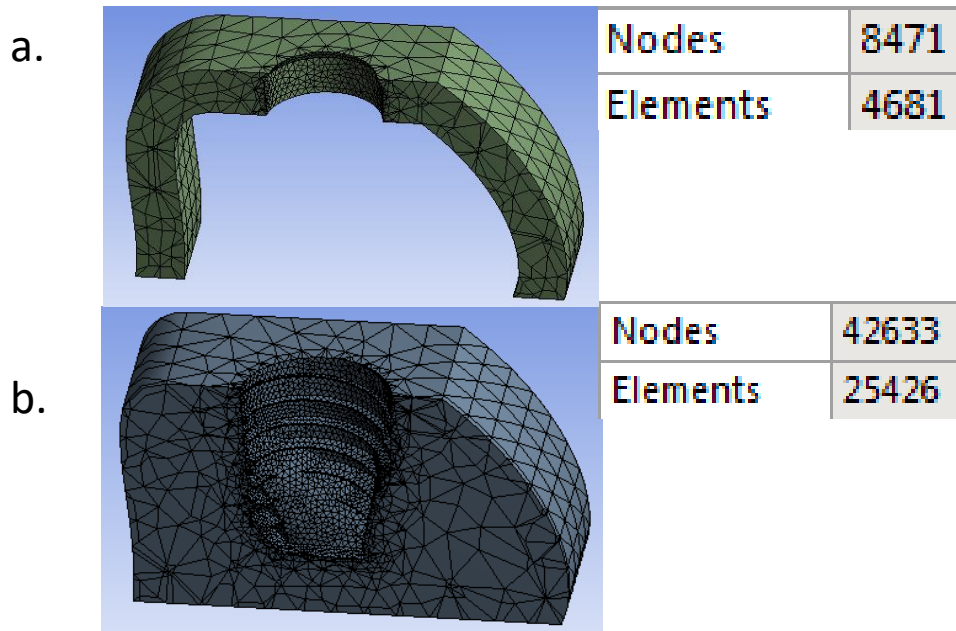 a.
Nodes 8471
Elements 4681
b.
Nodes 42633
Elements 25426